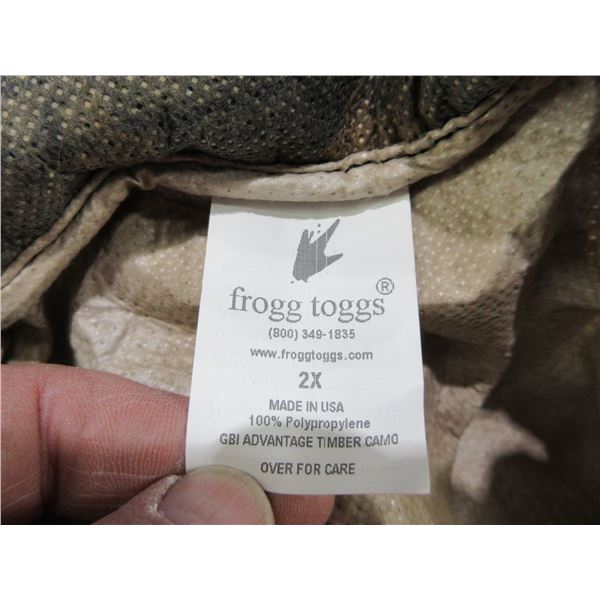 frogg toggs®
(800) 349-1835
www.froggtoggs.com
2X
MADE IN USA
100% Polypropylene
GBI ADVANTAGE TIMBER CAMO
OVER FOR CARE